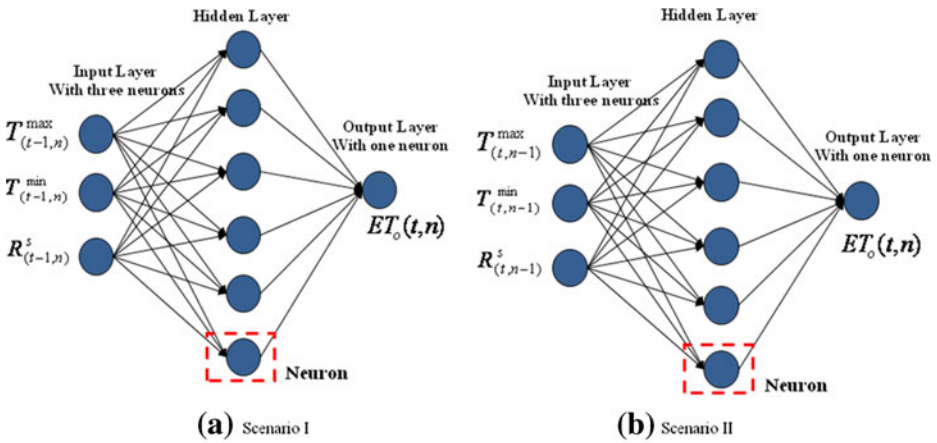 Hidden Layer
Input Layer
With three neurons
T^max_(t-1,n)
T^min_(t-1,n)
R^s_(t-1,n)
Output Layer
With one neuron
ET_o(t,n)
Neuron
(a) Scenario I
Hidden Layer
Input Layer
With three neurons
T^max_(t,n-1)
T^min_(t,n-1)
R^s_(t,n-1)
Output Layer
With one neuron
ET_o(t,n)
Neuron
(b) Scenario II